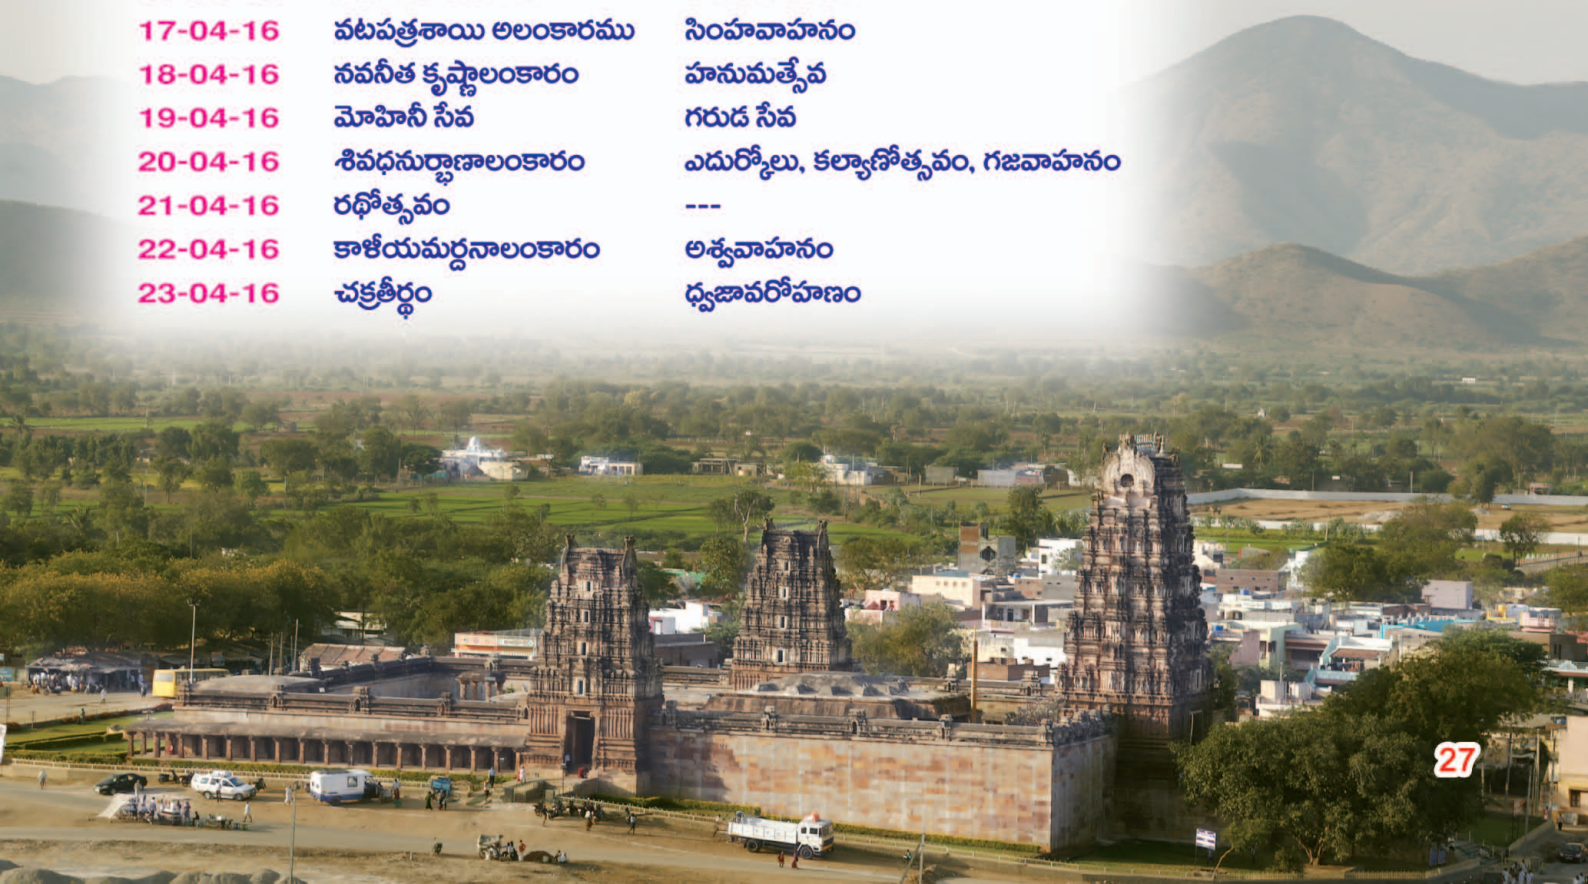 17-04-16 వటపత్రశాయి అలంకారము సింహవాహనం
18-04-16 నవనీత కృష్ణాలంకారం హనుమత్సేవ
19-04-16 మోహినీ సేవ గరుడ సేవ
20-04-16 శివధనుర్భాణాలంకారం ఎదుర్కోలు, కల్యాణోత్సవం, గజవాహనం
21-04-16 రథోత్సవం ---
22-04-16 కాళీయమర్దనాలంకారం అశ్వవాహనం
23-04-16 చక్రతీర్థం ధ్వజావరోహణం
27